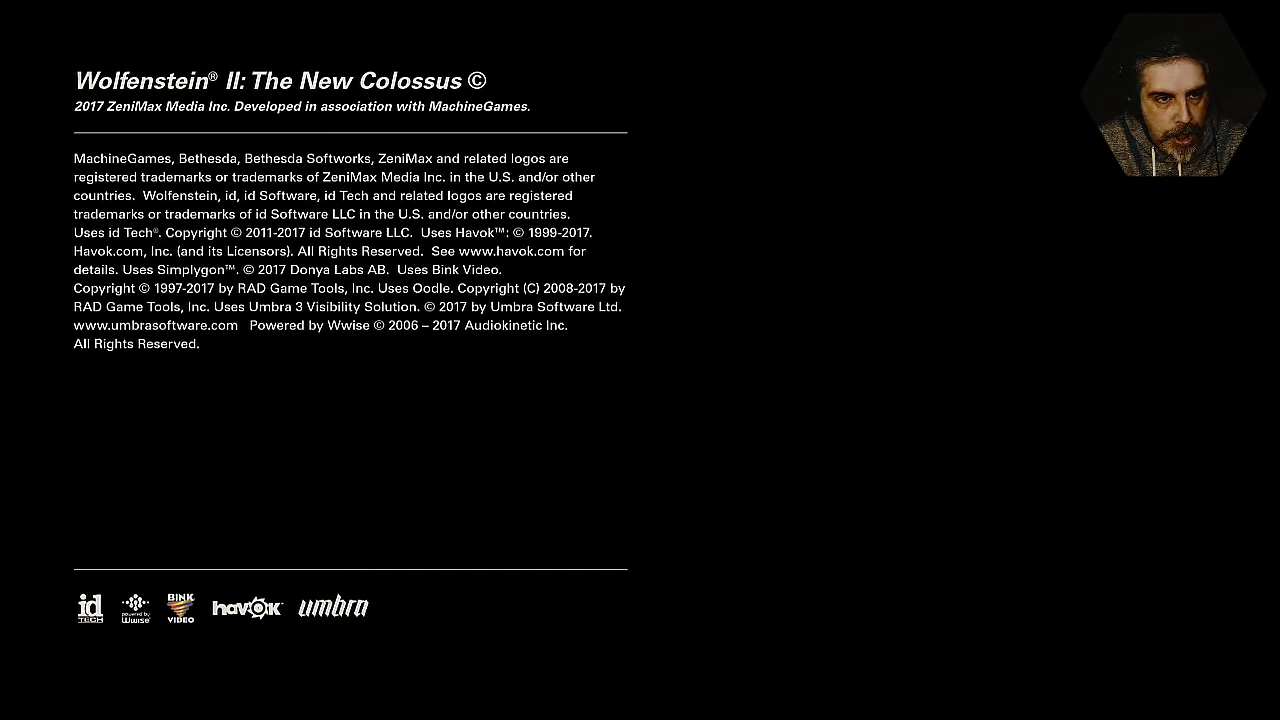 Wolfenstein® II: The New Colossus ©
2017 ZeniMax Media Inc. Developed in association with MachineGames.
MachineGames, Bethesda, Bethesda Softworks, ZeniMax and related logos are
registered trademarks or trademarks of ZeniMax Media Inc. in the U.S. and/or other
countries.  Wolfenstein, id, id Software, id Tech and related logos are registered
trademarks or trademarks of id Software LLC in the U.S. and/or other countries.
Uses id Tech®. Copyright © 2011-2017 id Software LLC.  Uses Havok™: © 1999-2017.
Havok.com, Inc. (and its Licensors). All Rights Reserved.  See www.havok.com for
details. Uses Simplygon™. © 2017 Donya Labs AB.  Uses Bink Video.
Copyright © 1997-2017 by RAD Game Tools, Inc. Uses Oodle. Copyright (C) 2008-2017 by
RAD Game Tools, Inc. Uses Umbra 3 Visibility Solution. © 2017 by Umbra Software Ltd.
www.umbrasoftware.com   Powered by Wwise © 2006 – 2017 Audiokinetic Inc.
All Rights Reserved.
id TECH
powered by Wwise
BINK VIDEO
havok
umbra